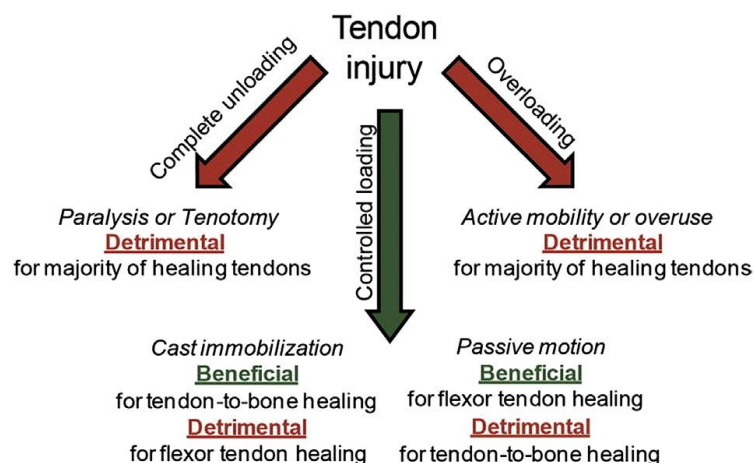 Tendon
injury
Complete unloading
Controlled loading
Overloading
Paralysis or Tenotomy
Detrimental
for majority of healing tendons
Active mobility or overuse
Detrimental
for majority of healing tendons
Cast immobilization
Beneficial
for tendon-to-bone healing
Detrimental
for flexor tendon healing
Passive motion
Beneficial
for flexor tendon healing
Detrimental
for tendon-to-bone healing